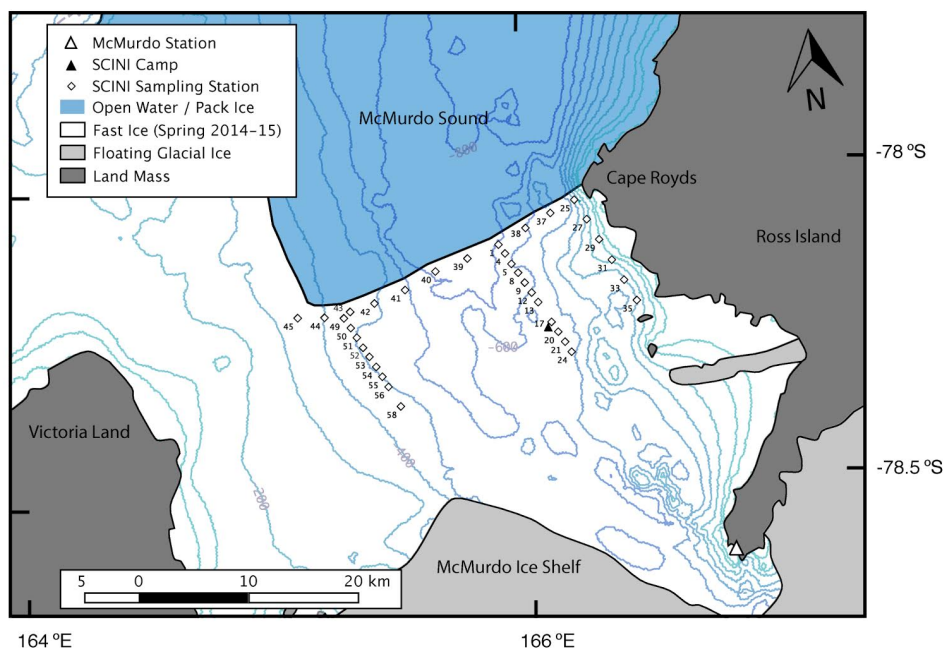 McMurdo Station
SCINI Camp
SCINI Sampling Station
Open Water / Pack Ice
Fast Ice (Spring 2014-15)
Floating Glacial Ice
Land Mass
McMurdo Sound
N
-800
-78 ºS
Cape Royds
Ross Island
25
37
27
38
29
1
4
39
31
5
40
8
33
9
41
12
35
42
13
43
45
44
49
17
50
20
51
21
-600
52
24
53
54
55
56
58
Victoria Land
-400
-78.5 ºS
-200
McMurdo Ice Shelf
5 0 10 20 km
164 ºE
166 ºE